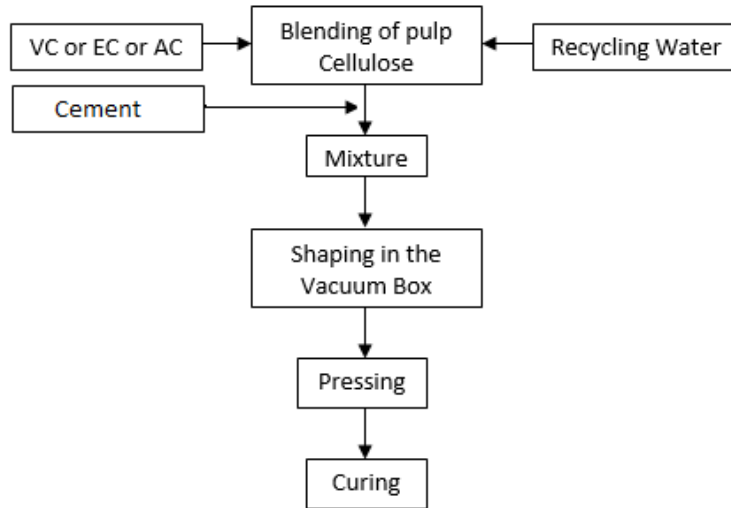 VC or EC or AC
Blending of pulp
Cellulose
Recycling Water
Cement
Mixture
Shaping in the
Vacuum Box
Pressing
Curing